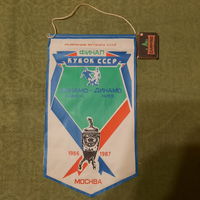 ФИНАЛ
КУБОК СССР
ДИНАМО - ДИНАМО
1986 1987
МОСКВА